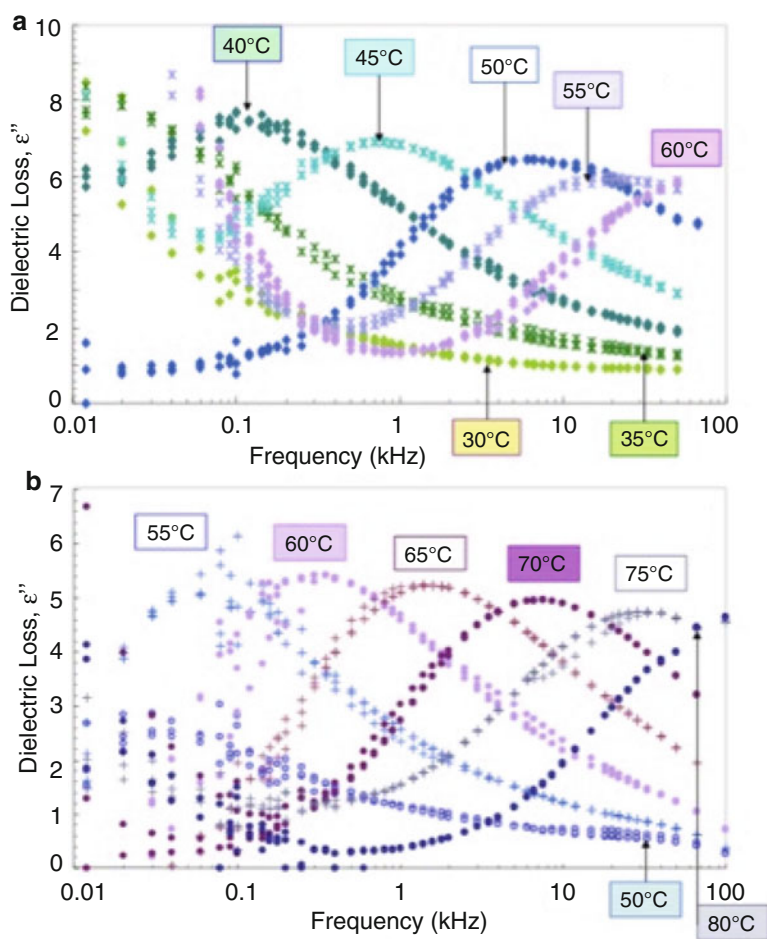 a
10
8
6
4
2
0
Dielectric Loss, ε”
40°C
45°C
50°C
55°C
60°C
30°C
35°C
0.01 0.1 1 10 100
Frequency (kHz)
b
7
6
5
4
3
2
1
0
Dielectric Loss, ε”
55°C
60°C
65°C
70°C
75°C
50°C
80°C
0.01 0.1 1 10 100
Frequency (kHz)